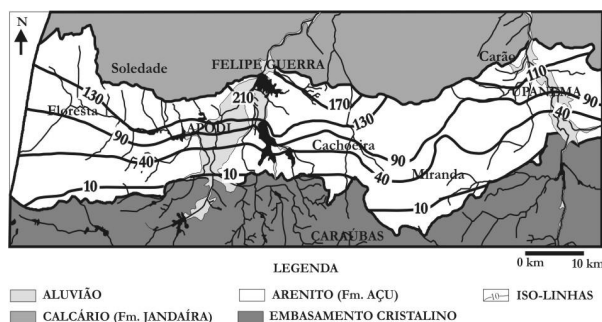 N
Soledade
FELIPE GUERRA
Carão
110
130
Floresta
210
170
UPANEMA
90
130
40
90
APODI
Cachoeira
90
40
40
Miranda
10
10
10
CARAÚBAS
0 km 10 km
LEGENDA
ALUVIÃO
ARENITO (Fm. AÇU)
10 ISO-LINHAS
CALCÁRIO (Fm. JANDAÍRA)
EMBASAMENTO CRISTALINO